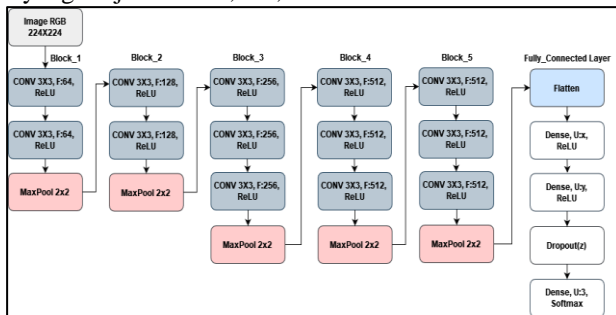 Image RGB
224X224
Block_1
CONV 3X3, F:64,
ReLU
CONV 3X3, F:64,
ReLU
MaxPool 2x2
Block_2
CONV 3X3, F:128,
ReLU
CONV 3X3, F:128,
ReLU
MaxPool 2x2
Block_3
CONV 3X3, F:256,
ReLU
CONV 3X3, F:256,
ReLU
CONV 3X3, F:256,
ReLU
MaxPool 2x2
Block_4
CONV 3X3, F:512,
ReLU
CONV 3X3, F:512,
ReLU
CONV 3X3, F:512,
ReLU
MaxPool 2x2
Block_5
CONV 3X3, F:512,
ReLU
CONV 3X3, F:512,
ReLU
CONV 3X3, F:512,
ReLU
MaxPool 2x2
Fully_Connected Layer
Flatten
Dense, U:x,
ReLU
Dense, U:y,
ReLU
Dropout(z)
Dense, U:3,
Softmax